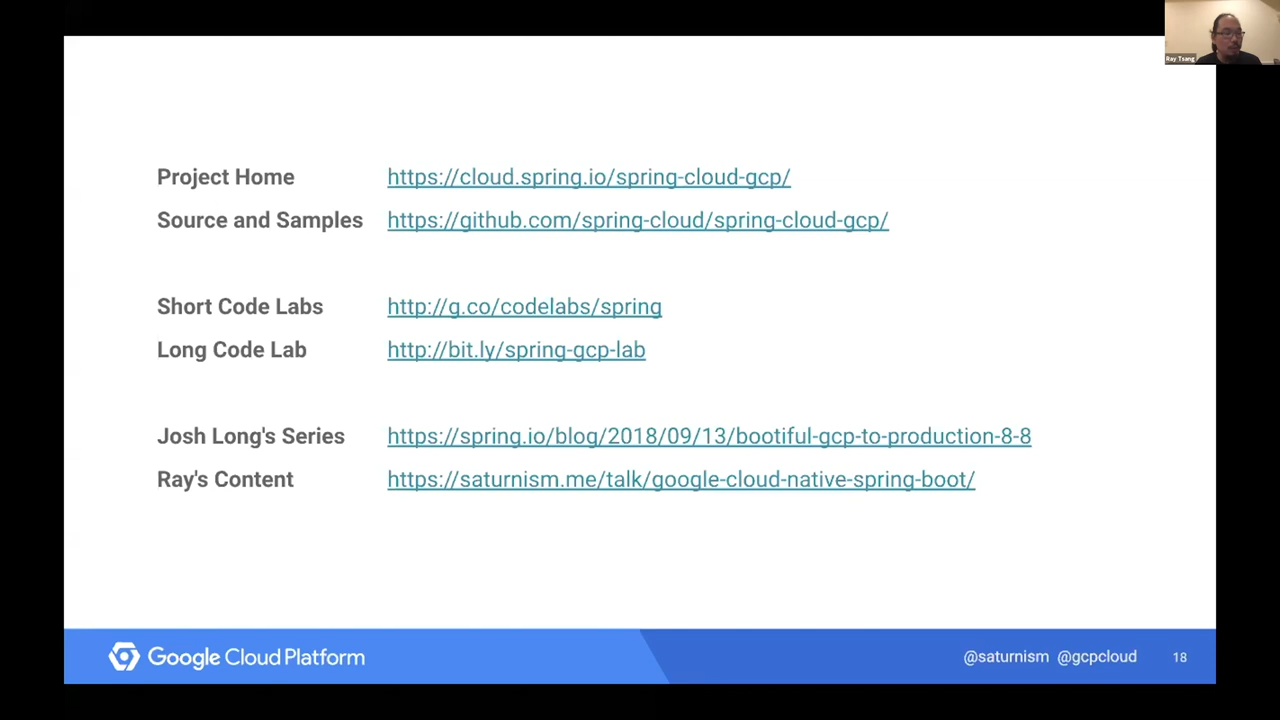 Ray Tsang
Project Home https://cloud.spring.io/spring-cloud-gcp/
Source and Samples https://github.com/spring-cloud/spring-cloud-gcp/
Short Code Labs http://g.co/codelabs/spring
Long Code Lab http://bit.ly/spring-gcp-lab
Josh Long's Series https://spring.io/blog/2018/09/13/bootiful-gcp-to-production-8-8
Ray's Content https://saturnism.me/talk/google-cloud-native-spring-boot/
Google Cloud Platform @saturnism @gcpcloud 18